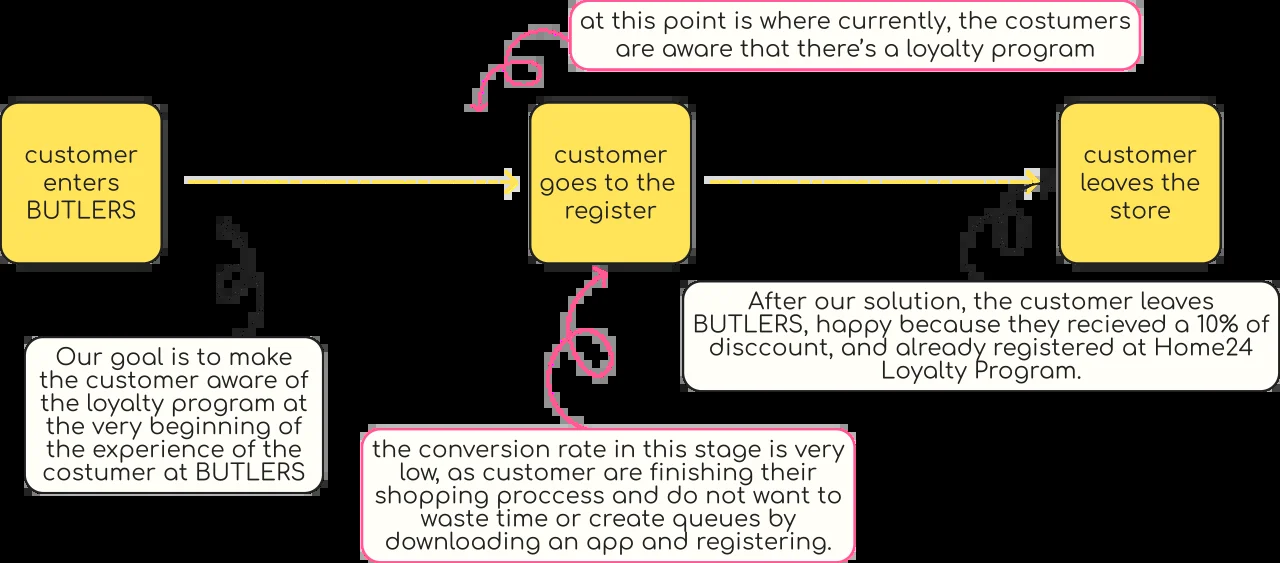 at this point is where currently, the costumers
are aware that there's a loyalty program
customer
enters
BUTLERS
customer
goes to the
register
customer
leaves the
store
Our goal is to make
the customer aware of
the loyalty program at
the very beginning of
the experience of the
costumer at BUTLERS
the conversion rate in this stage is very
low, as customer are finishing their
shopping proccess and do not want to
waste time or create queues by
downloading an app and registering.
After our solution, the customer leaves
BUTLERS, happy because they recieved a 10% of
disccount, and already registered at Home24
Loyalty Program.